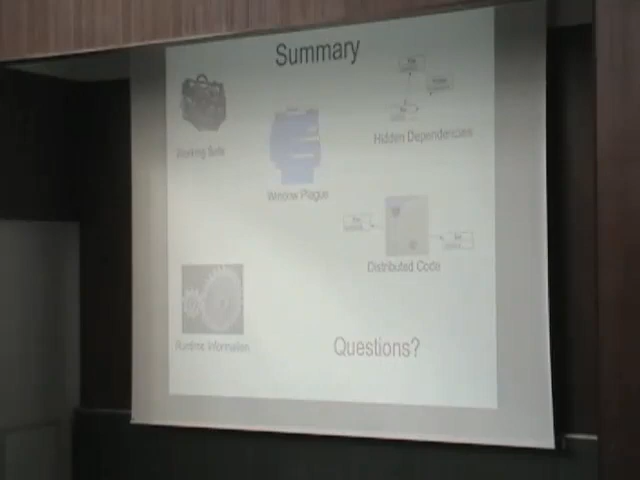 Summary
Working Sets
Hidden Dependencies
Window Plague
Distributed Code
Runtime Information
Questions?